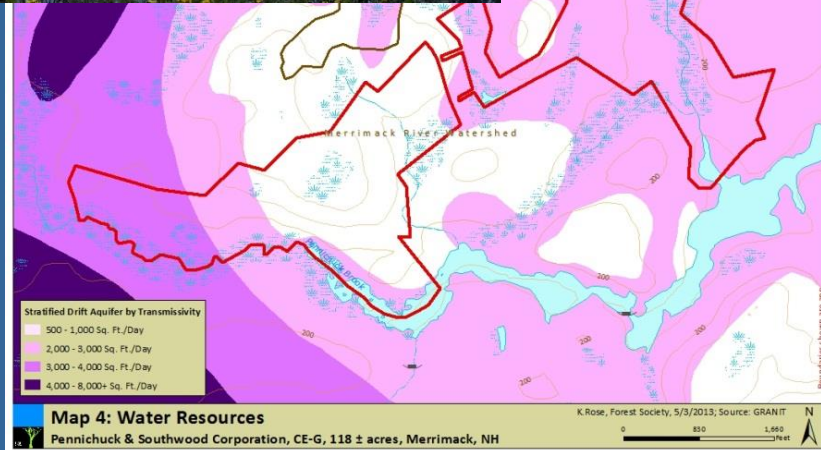 200
Merrimack River Watershed
200
Pennichuck Brook
200
200
200
200
200
Stratified Drift Aquifer by Transmissivity
500 - 1,000 Sq. Ft./Day
2,000 - 3,000 Sq. Ft./Day
3,000 - 4,000 Sq. Ft./Day
4,000 - 8,000+ Sq. Ft./Day
Map 4: Water Resources
Pennichuck & Southwood Corporation, CE-G, 118 ± acres, Merrimack, NH
K.Rose, Forest Society, 5/3/2013; Source: GRANIT
N
0 830 1,660
Feet